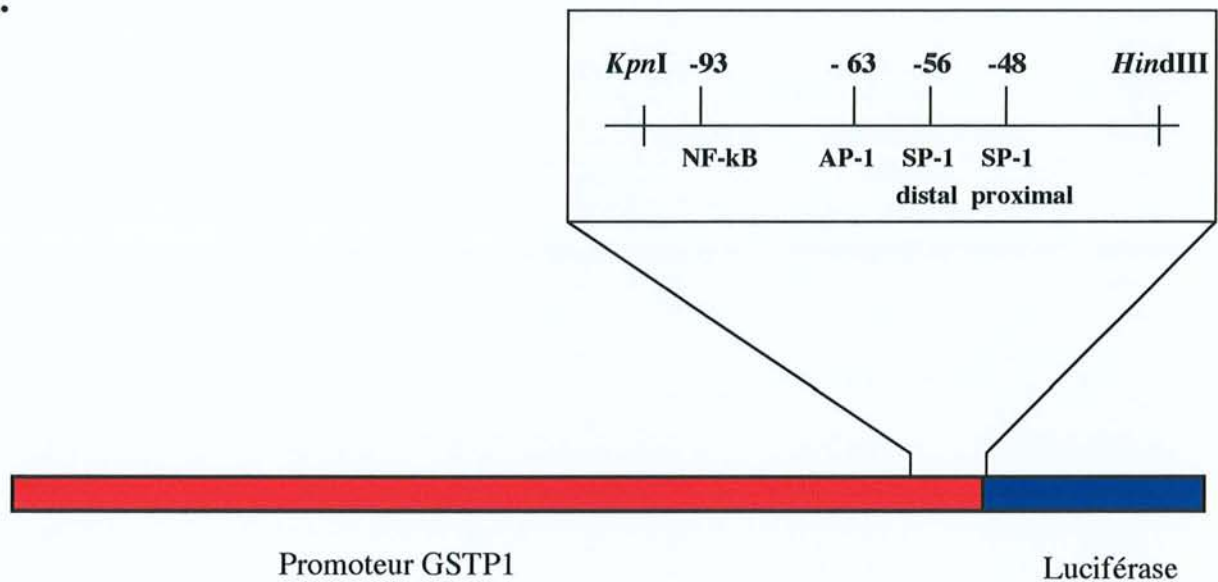 KpnI -93 - 63 -56 -48 HindIII
NF-kB AP-1 SP-1 SP-1
distal proximal
Promoteur GSTP1 Luciférase